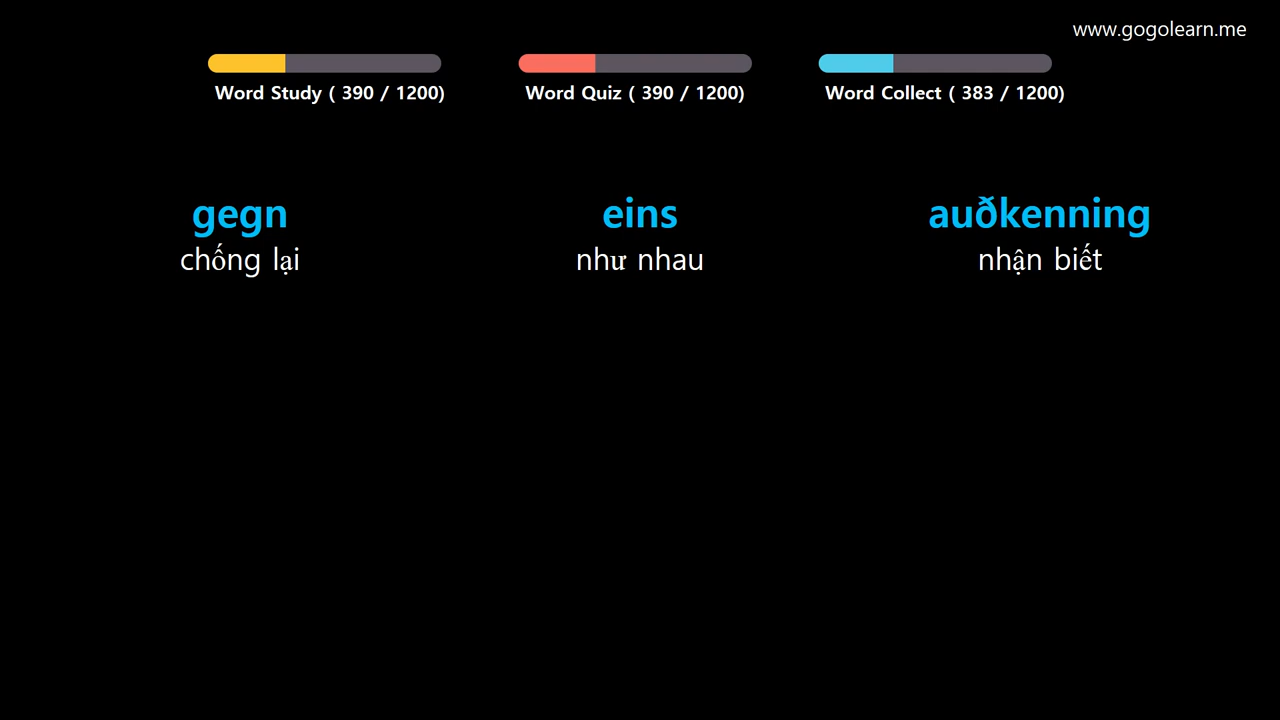 www.gogolearn.me
Word Study ( 390 / 1200)
Word Quiz ( 390 / 1200)
Word Collect ( 383 / 1200)
gegn
chống lại
eins
như nhau
auðkenning
nhận biết